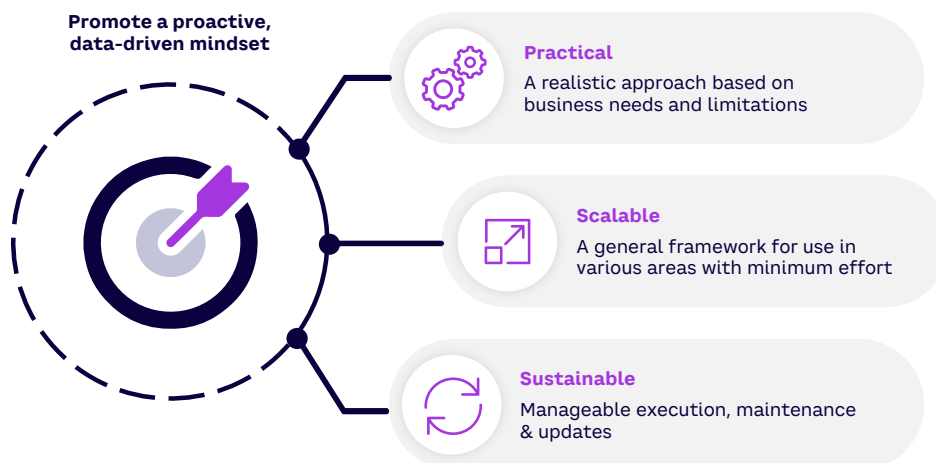 Promote a proactive,
data-driven mindset
Practical
A realistic approach based on
business needs and limitations
Scalable
A general framework for use in
various areas with minimum effort
Sustainable
Manageable execution, maintenance
& updates